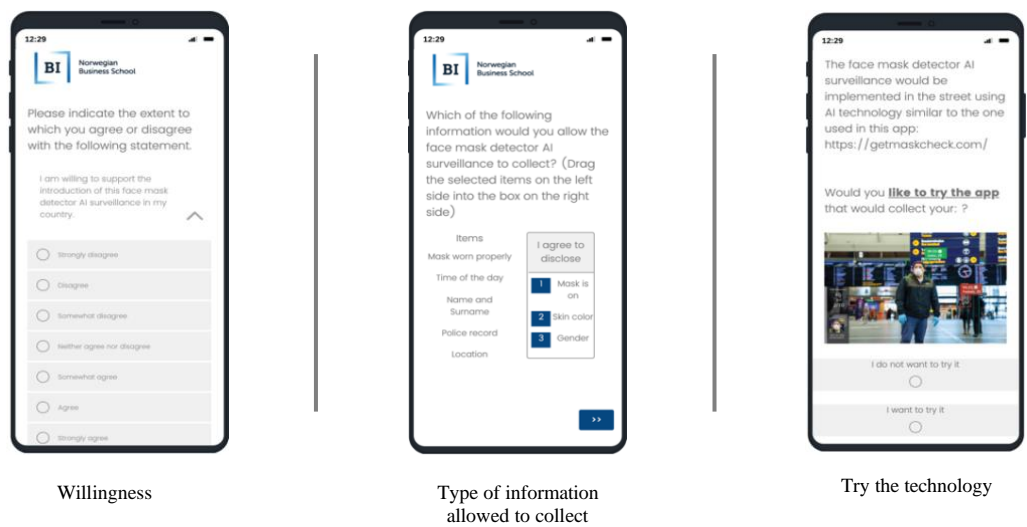 12:29
BI
Norwegian
Business School
Please indicate the extent to
which you agree or disagree
with the following statement.
I am willing to support the
introduction of this face mask
detector AI surveillance in my
country.
Strongly disagree
Disagree
Somewhat disagree
Neither agree nor disagree
Somewhat agree
Agree
Strongly agree
Willingness
12:29
BI
Norwegian
Business School
Which of the following
information would you allow the
face mask detector AI
surveillance to collect? (Drag
the selected items on the left
side into the box on the right
side)
Items
Mask worn properly
Time of the day
Name and
Surname
Police record
Location
I agree to
disclose
1 Mask is
on
2 Skin color
3 Gender
>>
Type of information
allowed to collect
12:29
The face mask detector AI
surveillance would be
implemented in the street using
AI technology similar to the one
used in this app:
https://getmaskcheck.com/
Would you like to try the app
that would collect your: ?
I do not want to try it
I want to try it
Try the technology